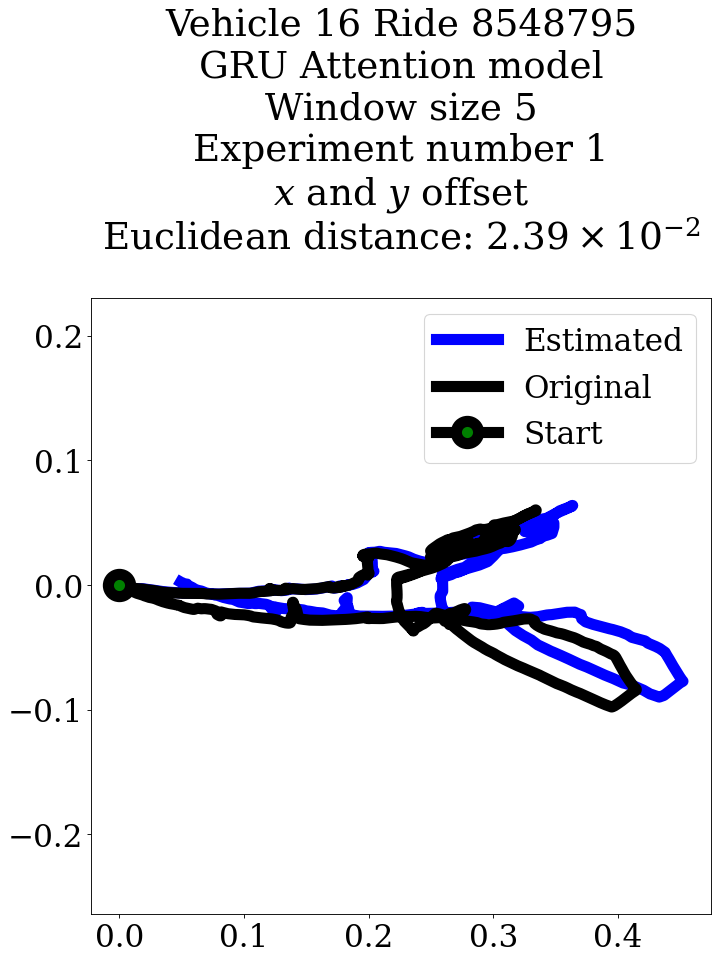 Vehicle 16 Ride 8548795
GRU Attention model
Window size 5
Experiment number 1
x and y offset
Euclidean distance: 2.39 × 10⁻²
Estimated
Original
Start
0.2
0.1
0.0
−0.1
−0.2
0.0 0.1 0.2 0.3 0.4